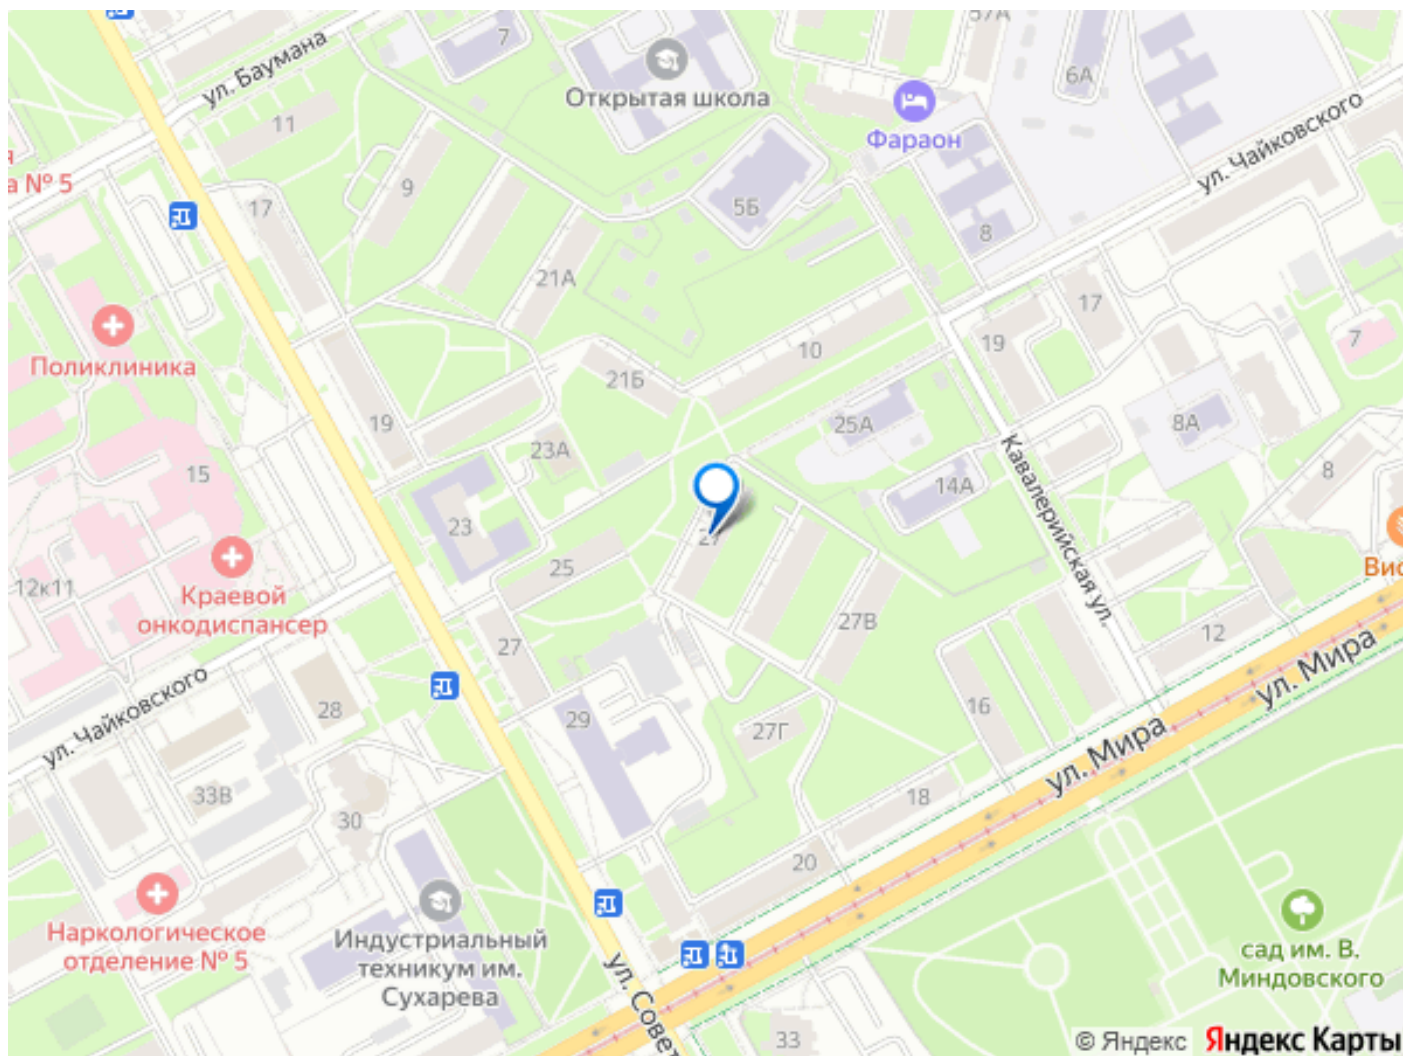 57А
7
ул. Баумана
Открытая школа
6А
11
Фараон
ул. Чайковского
я
а № 5
9
17
5Б
8
21А
17
19
7
Поликлиника
10
21Б
19
25А
8А
23А
15
8
14А
Кавалерийская ул.
23
25
12к11
Краевой
онкодиспансер
Вис
27В
12
27
ул. Мира
ул. Чайковского
28
29
16
27Г
ул. Мира
33В
18
30
20
Наркологическое
отделение № 5
Индустриальный
техникум им.
Сухарева
сад им. В.
Миндовского
ул. Совет
33
© Яндекс Яндекс Карты